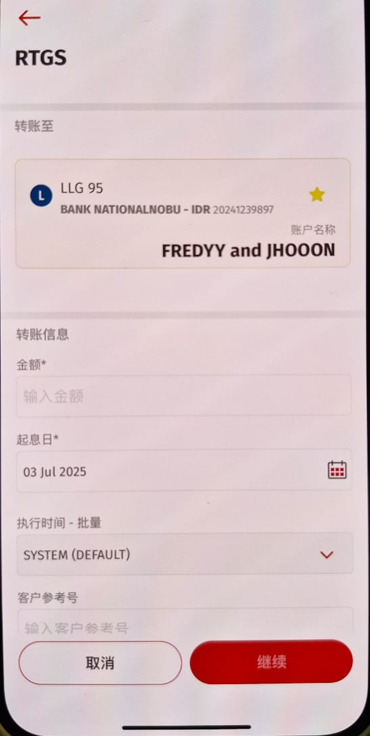 RTGS
转账至
L
LLG 95
BANK NATIONALNOBU - IDR 20241239897
账户名称
FREDYY and JHOOON
转账信息
金额*
输入金额
起息日*
03 Jul 2025
执行时间 - 批量
SYSTEM (DEFAULT)
客户参考号
输入客户参考号
取消
继续